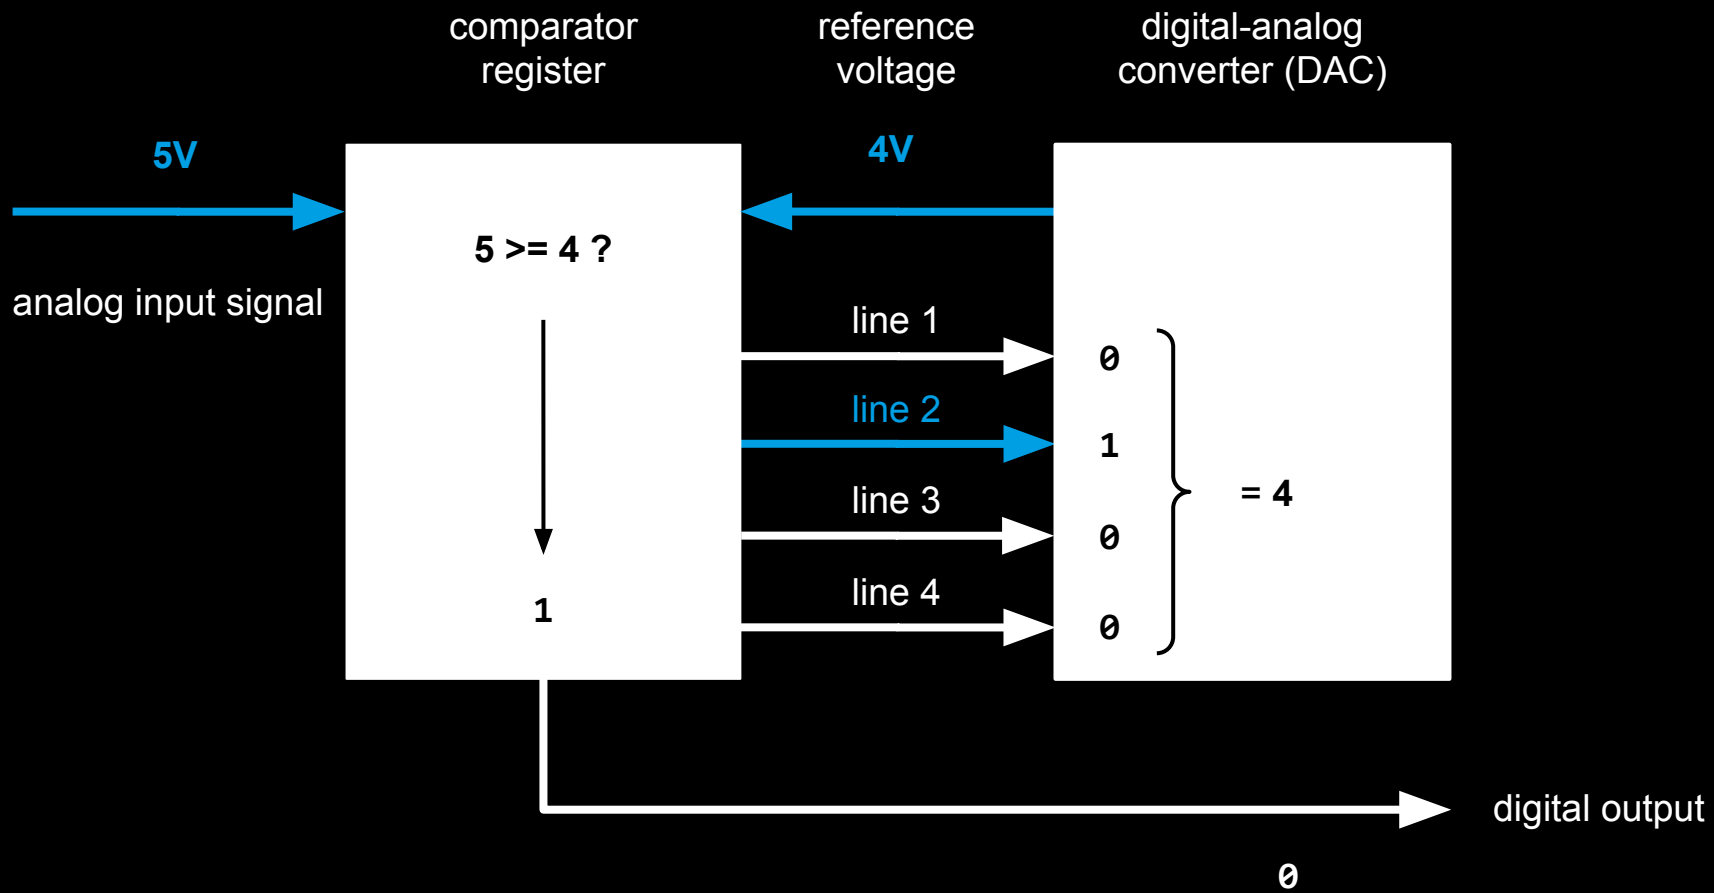 comparator
register
reference
voltage
digital-analog
converter (DAC)
5V
4V
5 >= 4 ?
analog input signal
line 1
0
line 2
1
line 3
= 4
0
line 4
1
0
digital output
0